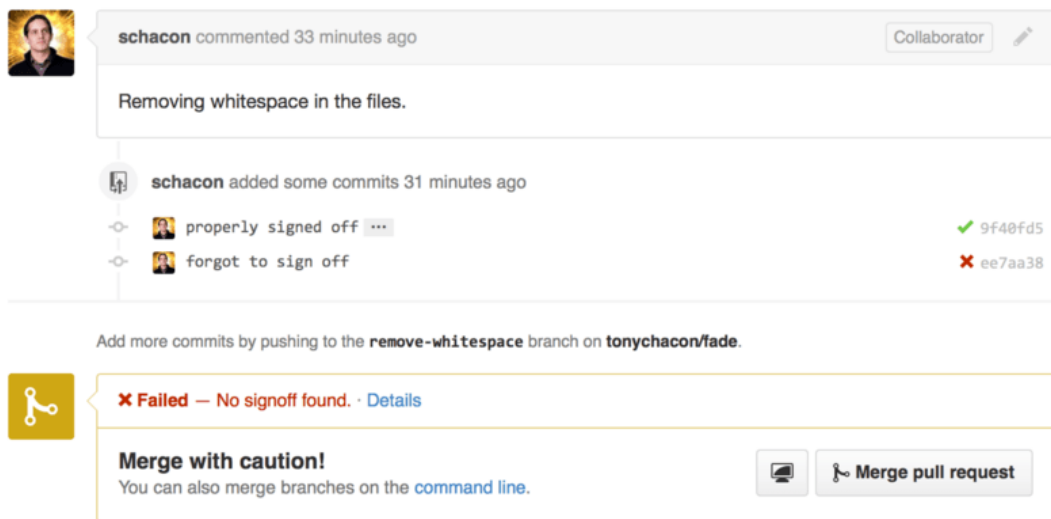 schacon commented 33 minutes ago Collaborator
Removing whitespace in the files.
schacon added some commits 31 minutes ago
properly signed off ··· 9f40fd5
forgot to sign off ee7aa38
Add more commits by pushing to the remove-whitespace branch on tonychacon/fade.
Failed — No signoff found. · Details
Merge with caution!
Merge pull request
You can also merge branches on the command line.